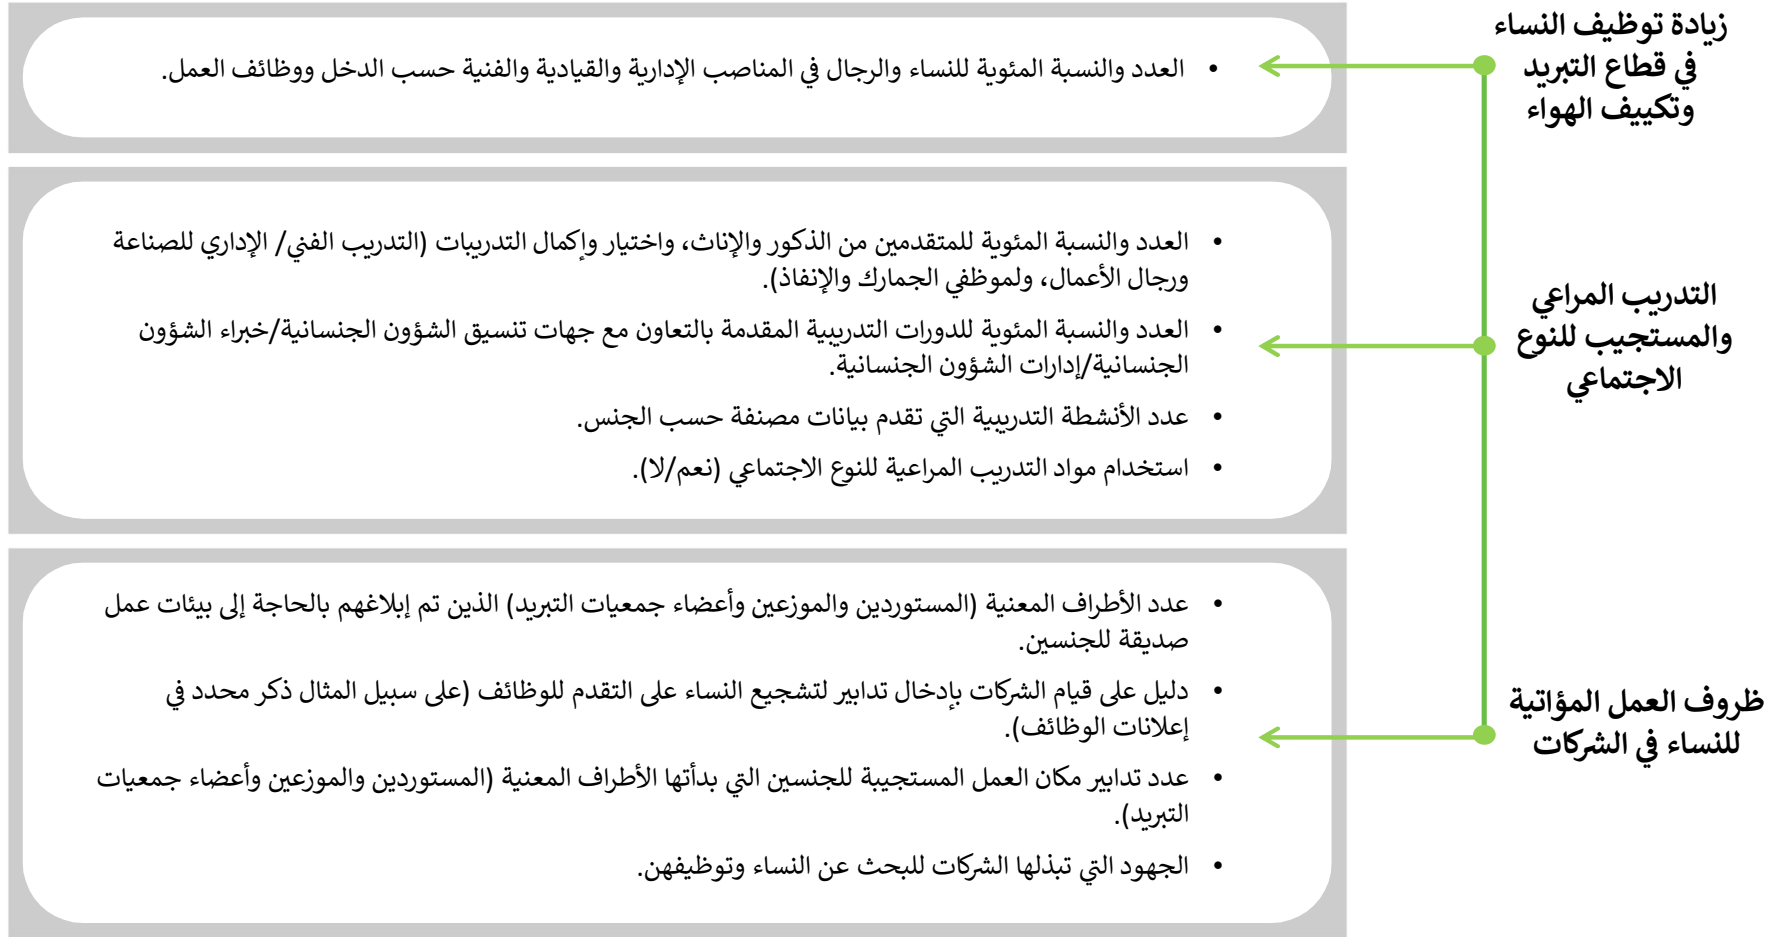 زيادة توظيف النساء
في قطاع التبريد
وتكييف الهواء
• العدد والنسبة المئوية للنساء والرجال في المناصب الإدارية والقيادية والفنية حسب الدخل ووظائف العمل.
التدريب المراعي
والمستجيب للنوع
الاجتماعي
• العدد والنسبة المئوية للمتقدمين من الذكور والإناث، واختيار وإكمال التدريبات (التدريب الفني/ الإداري للصناعة
ورجال الأعمال، ولموظفي الجمارك والإنفاذ).
• العدد والنسبة المئوية للدورات التدريبية المقدمة بالتعاون مع جهات تنسيق الشؤون الجنسانية/خبراء الشؤون
الجنسانية/إدارات الشؤون الجنسانية.
• عدد الأنشطة التدريبية التي تقدم بيانات مصنفة حسب الجنس.
• استخدام مواد التدريب المراعية للنوع الاجتماعي (نعم/لا).
ظروف العمل المؤاتية
للنساء في الشركات
• عدد الأطراف المعنية (المستوردين والموزعين وأعضاء جمعيات التبريد) الذين تم إبلاغهم بالحاجة إلى بيئات عمل
صديقة للجنسين.
• دليل على قيام الشركات بإدخال تدابير لتشجيع النساء على التقدم للوظائف (على سبيل المثال ذكر محدد في
إعلانات الوظائف).
• عدد تدابير مكان العمل المستجيبة للجنسين التي بدأتها الأطراف المعنية (المستوردين والموزعين وأعضاء جمعيات
التبريد).
• الجهود التي تبذلها الشركات للبحث عن النساء وتوظيفهن.